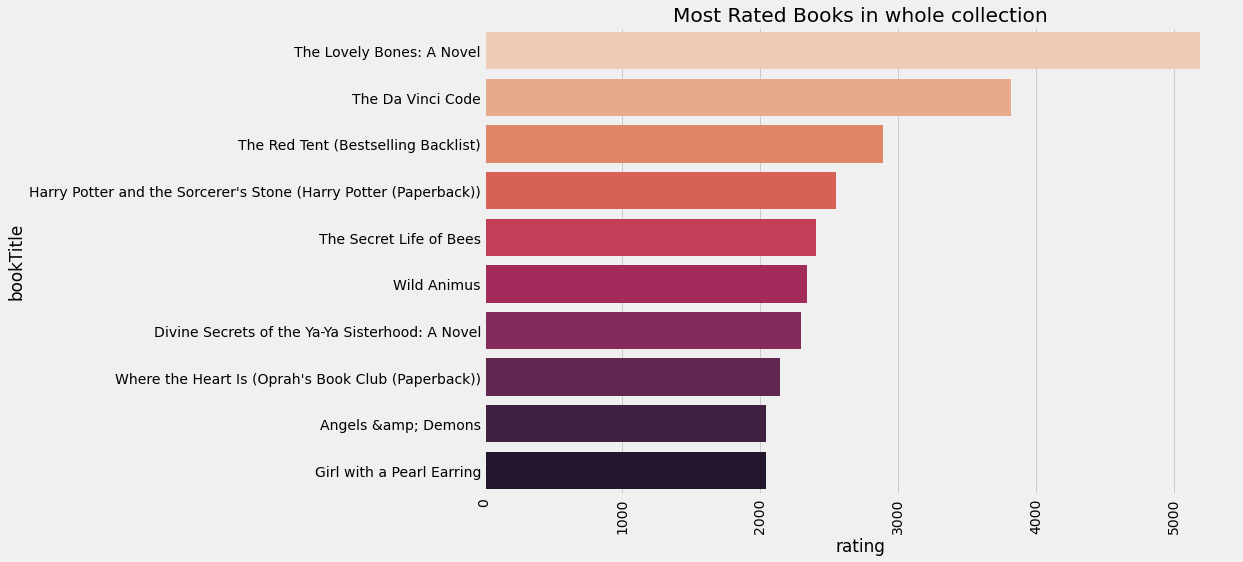 Most Rated Books in whole collection
The Lovely Bones: A Novel
The Da Vinci Code
The Red Tent (Bestselling Backlist)
Harry Potter and the Sorcerer's Stone (Harry Potter (Paperback))
The Secret Life of Bees
Wild Animus
Divine Secrets of the Ya-Ya Sisterhood: A Novel
Where the Heart Is (Oprah's Book Club (Paperback))
Angels &amp;amp; Demons
Girl with a Pearl Earring
bookTitle
0
1000
2000
3000
4000
5000
rating